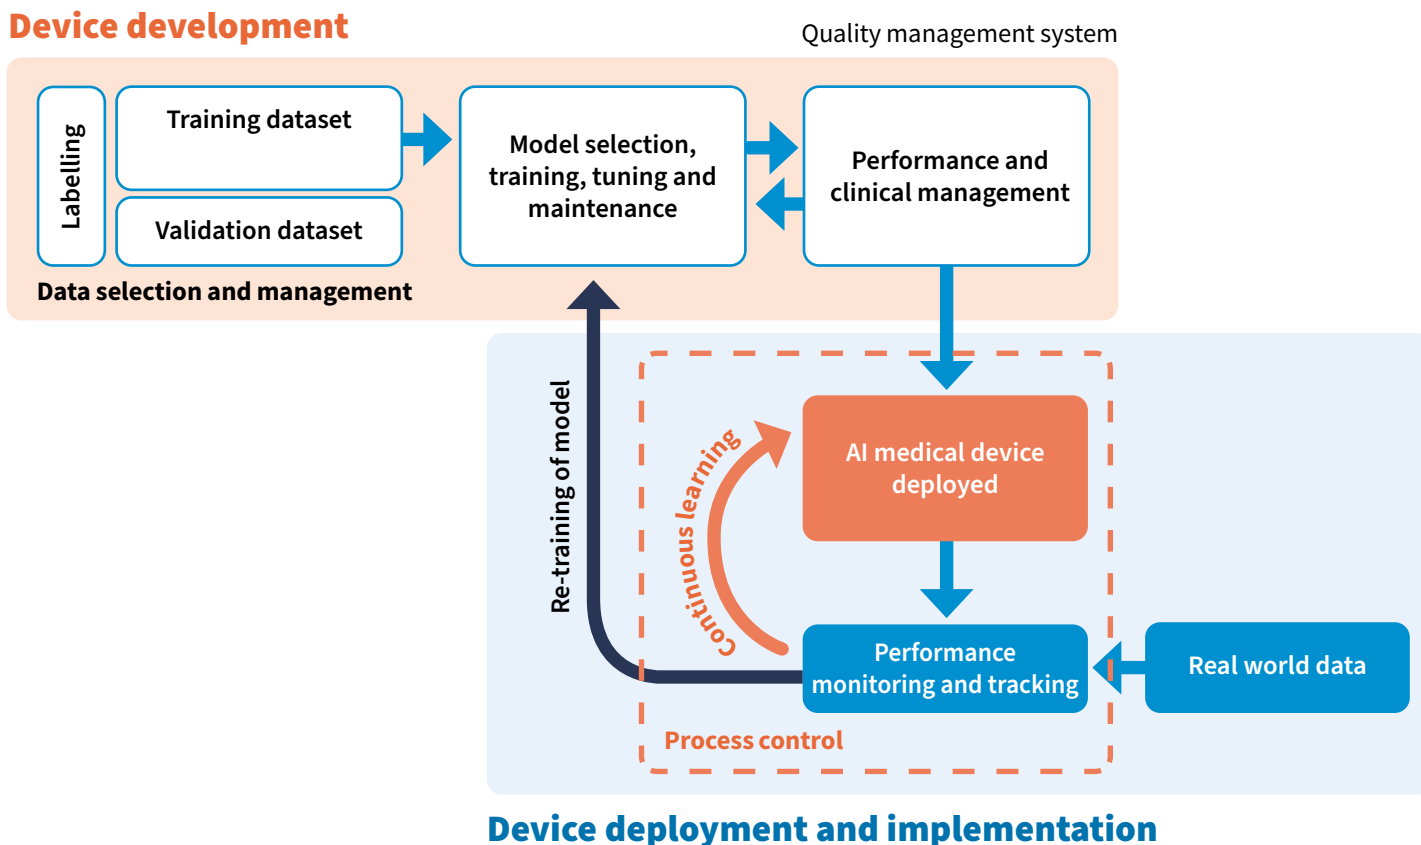 Device development
Quality management system
Labelling
Training dataset
Validation dataset
Data selection and management
Model selection,
training, tuning and
maintenance
Performance and
clinical management
Re-training of model
Continuous learning
AI medical device
deployed
Performance
monitoring and tracking
Real world data
Process control
Device deployment and implementation